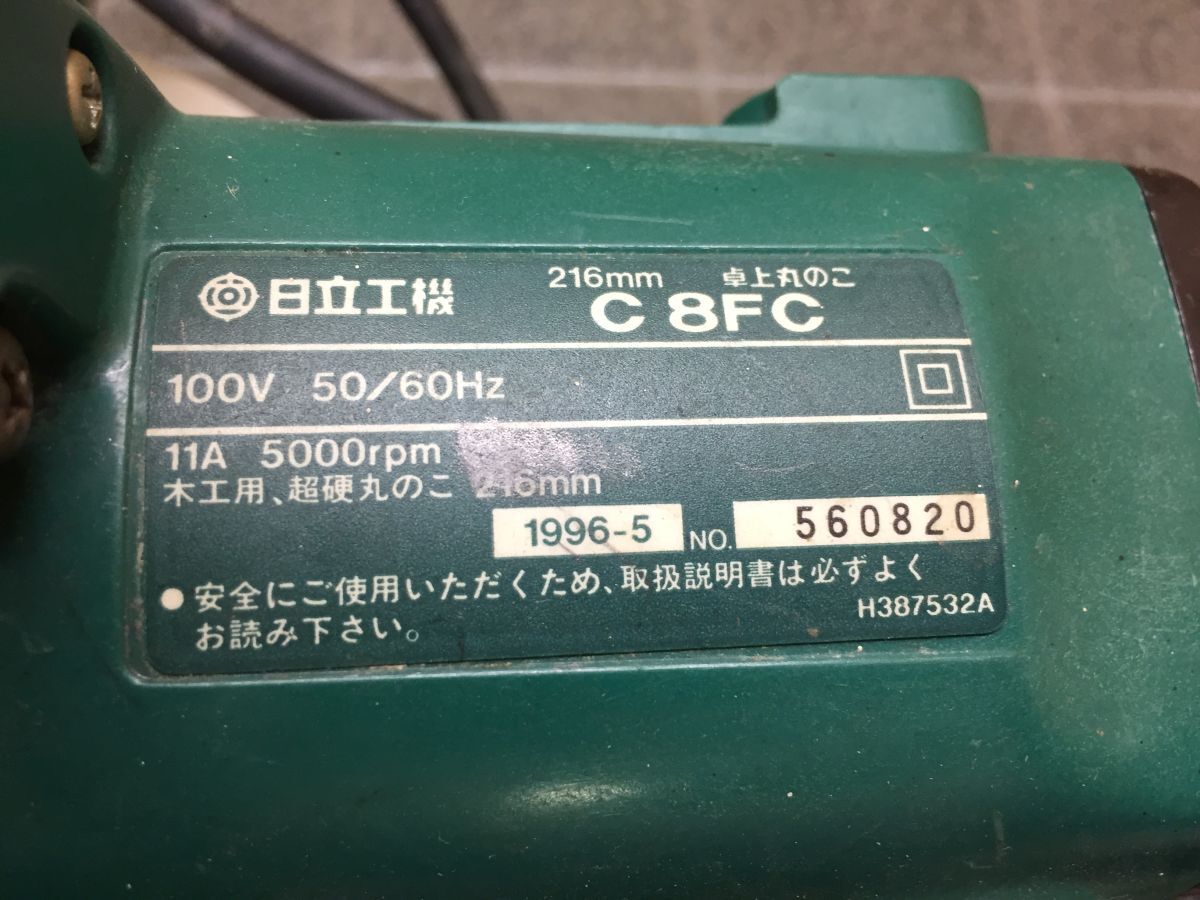 日立工機 216mm 卓上丸のこ
C 8FC
100V 50/60Hz
11A 5000rpm
木工用、超硬丸のこ 216mm
1996-5 NO. 560820
●安全にご使用いただくため、取扱説明書は必ずよく
お読み下さい。
H387532A